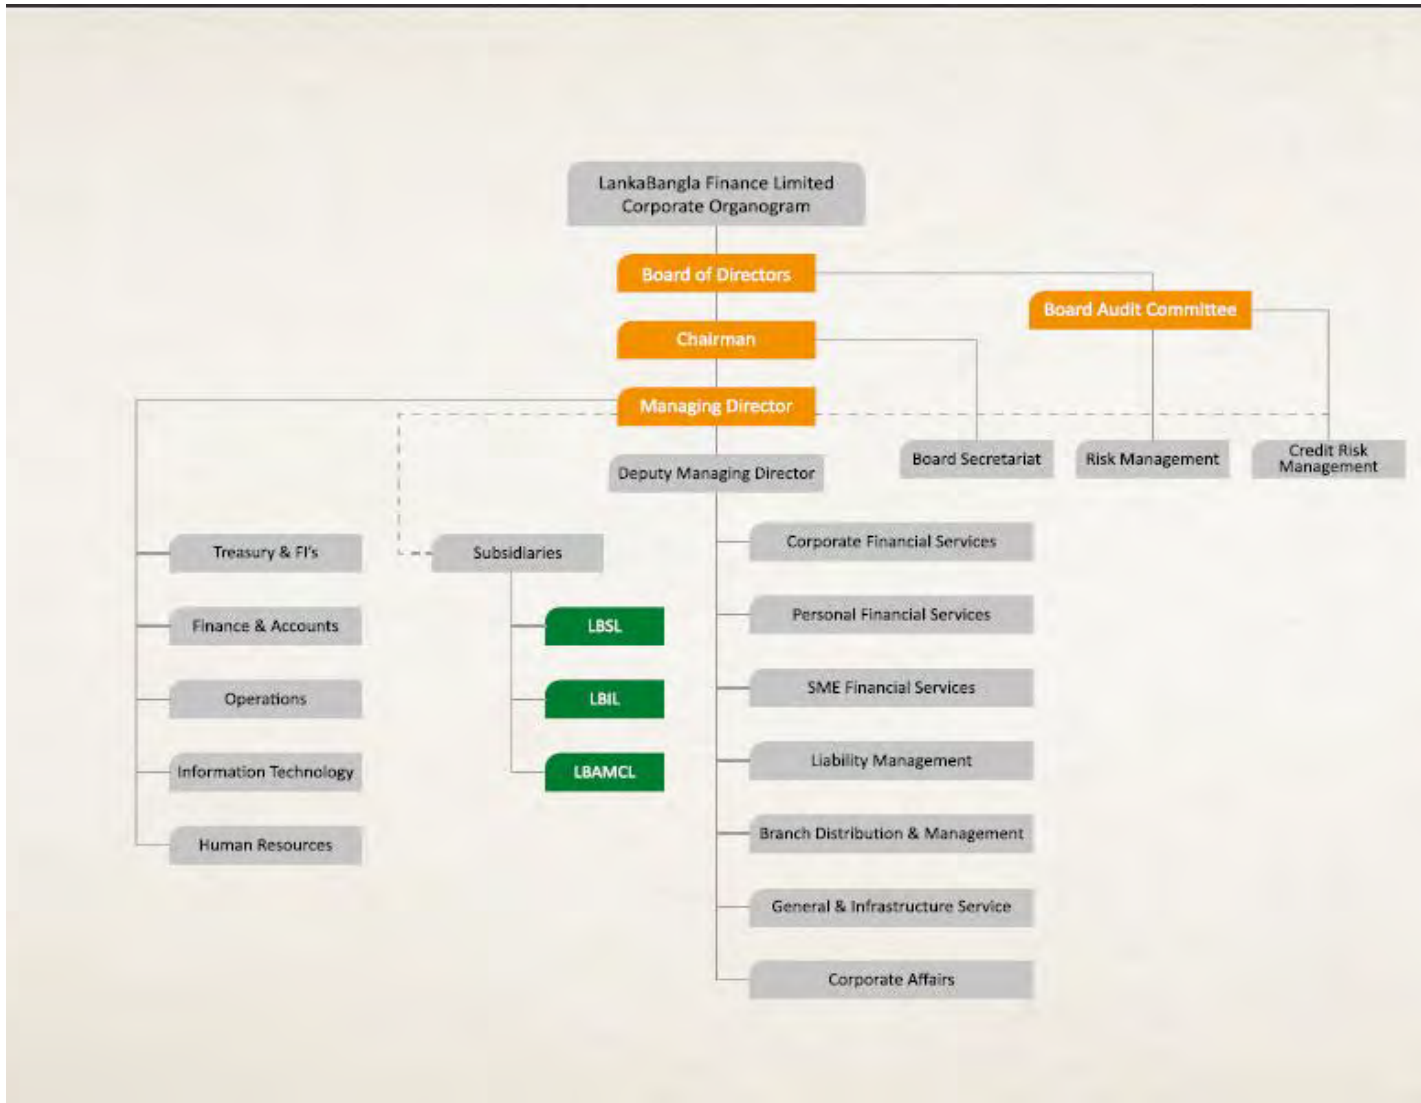 LankaBangla Finance Limited
Corporate Organogram
Board of Directors
Board Audit Committee
Chairman
Managing Director
Deputy Managing Director
Board Secretariat
Risk Management
Credit Risk
Management
Treasury & FI's
Finance & Accounts
Operations
Information Technology
Human Resources
Subsidiaries
LBSL
LBIL
LBAMCL
Corporate Financial Services
Personal Financial Services
SME Financial Services
Liability Management
Branch Distribution & Management
General & Infrastructure Service
Corporate Affairs